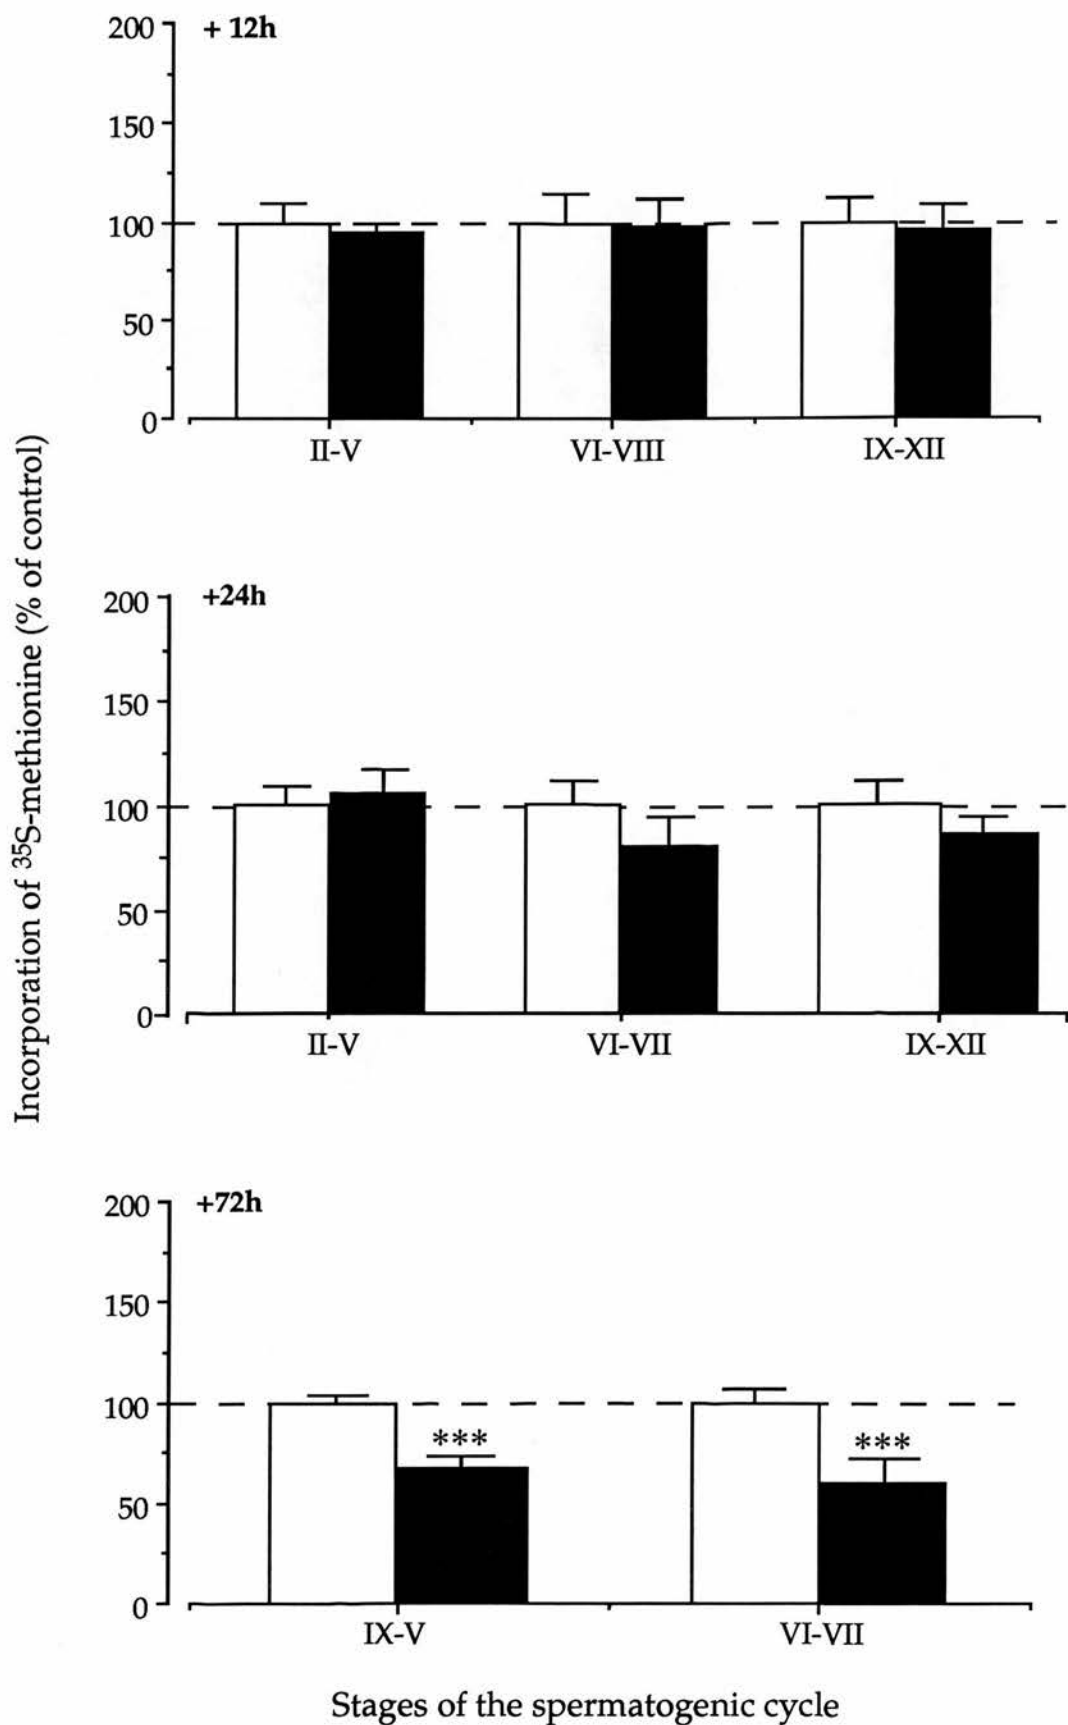 Incorporation of ³⁵S-methionine (% of control)
+ 12h
200
150
100
50
0
II-V VI-VIII IX-XII
+24h
200
150
100
50
0
II-V VI-VII IX-XII
+72h
200
150
100
50
0
*** ***
IX-V VI-VII
Stages of the spermatogenic cycle